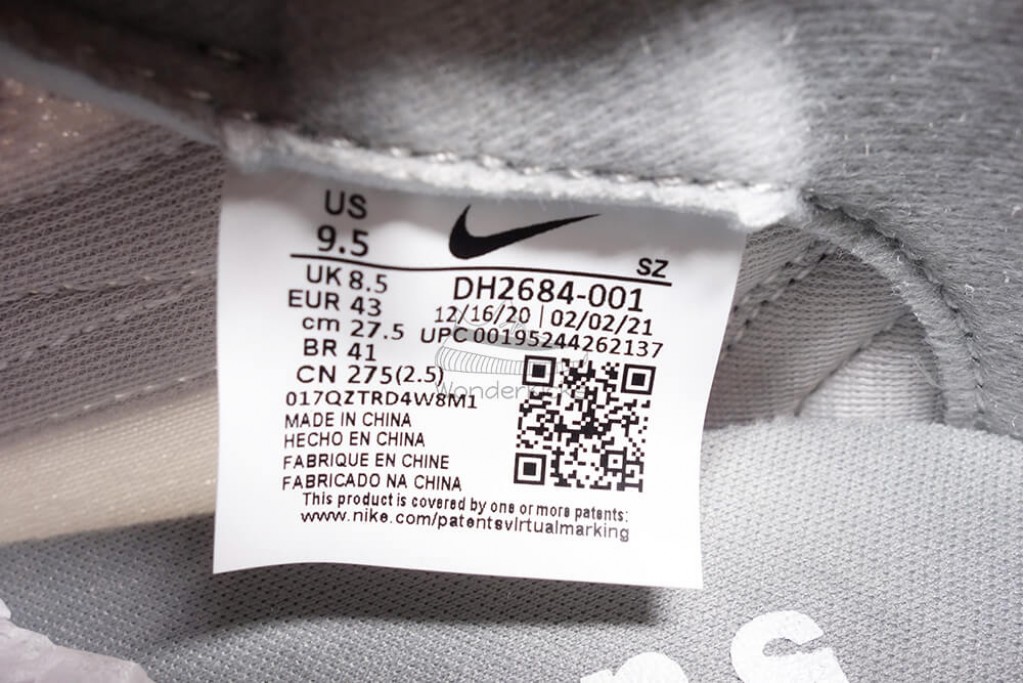 US
9.5
SZ
UK 8.5
DH2684-001
EUR 43
12/16/20 | 02/02/21
cm 27.5
UPC 00195244262137
BR 41
CN 275(2.5)
017QZTRD4W8M1
MADE IN CHINA
HECHO EN CHINA
FABRIQUE EN CHINE
FABRICADO NA CHINA
This product is covered by one or more patents:
www.nike.com/patentsvirtualmarking